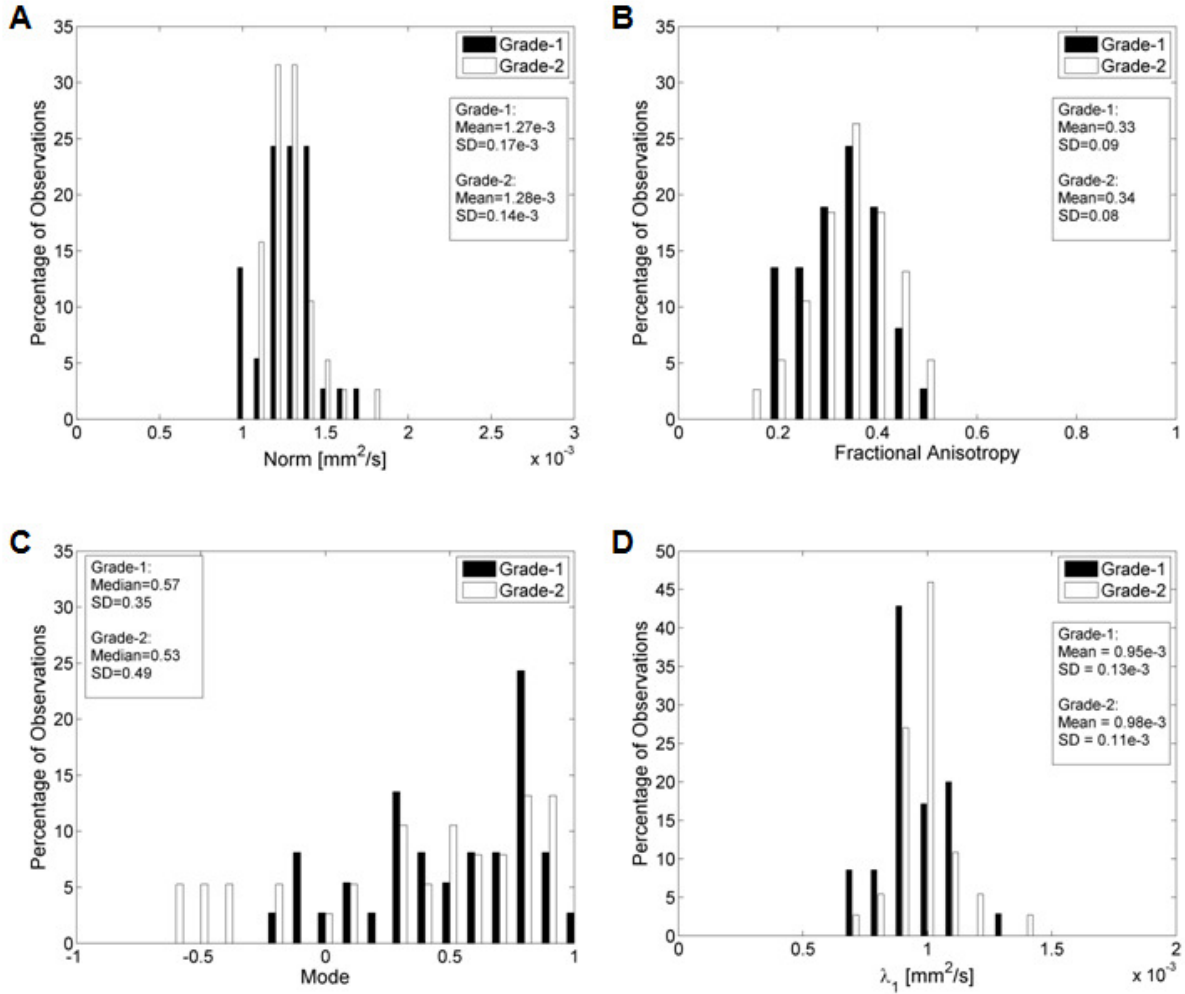 A
35
30
25
20
15
10
5
0
Percentage of Observations
Grade-1
Grade-2
Grade-1:
Mean=1.27e-3
SD=0.17e-3
Grade-2:
Mean=1.28e-3
SD=0.14e-3
0 0.5 1 1.5 2 2.5 3
Norm [mm²/s]
x 10⁻³
B
35
30
25
20
15
10
5
0
Percentage of Observations
Grade-1
Grade-2
Grade-1:
Mean=0.33
SD=0.09
Grade-2:
Mean=0.34
SD=0.08
0 0.2 0.4 0.6 0.8 1
Fractional Anisotropy
C
35
30
25
20
15
10
5
0
Percentage of Observations
Grade-1:
Median=0.57
SD=0.35
Grade-2:
Median=0.53
SD=0.49
Grade-1
Grade-2
-1 -0.5 0 0.5 1
Mode
D
50
45
40
35
30
25
20
15
10
5
0
Percentage of Observations
Grade-1
Grade-2
Grade-1:
Mean = 0.95e-3
SD = 0.13e-3
Grade-2:
Mean = 0.98e-3
SD = 0.11e-3
0 0.5 1 1.5 2
λ₁ [mm²/s]
x 10⁻³